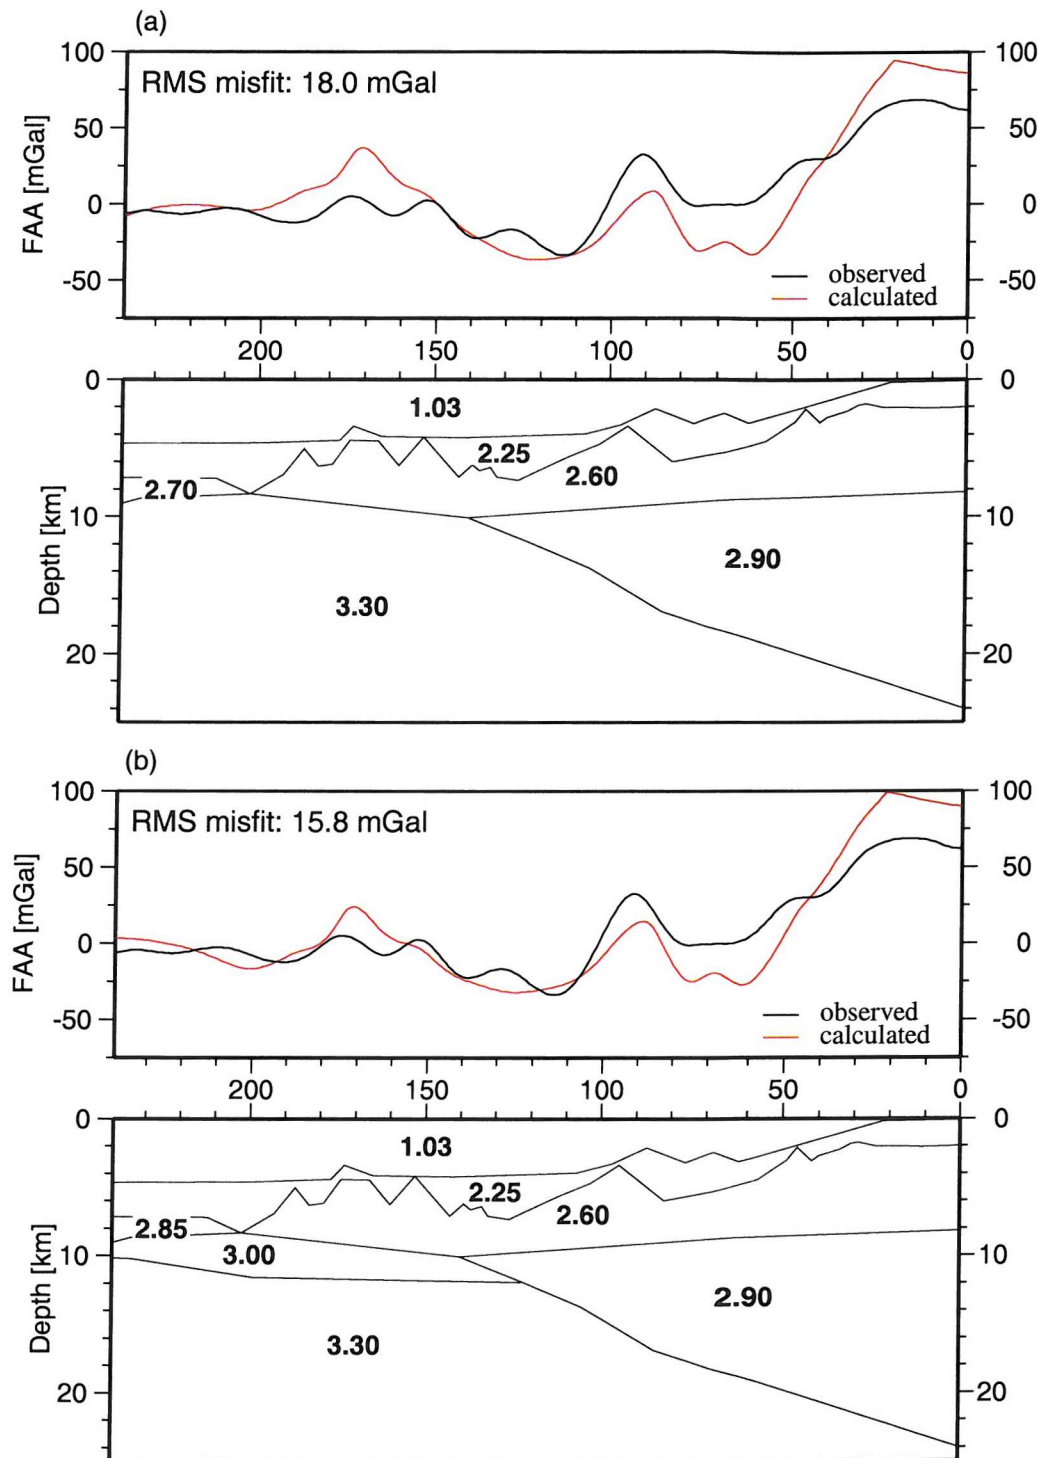 (a)
100 100
RMS misfit: 18.0 mGal
50 50
FAA [mGal]
0 0
-50 -50
observed
calculated
200 150 100 50 0
0 0
1.03
2.25
2.60
2.70
10 10
Depth [km]
2.90
3.30
20 20
(b)
100 100
RMS misfit: 15.8 mGal
50 50
FAA [mGal]
0 0
-50 -50
observed
calculated
200 150 100 50 0
0 0
1.03
2.25
2.60
2.85
3.00
10 10
Depth [km]
2.90
3.30
20 20